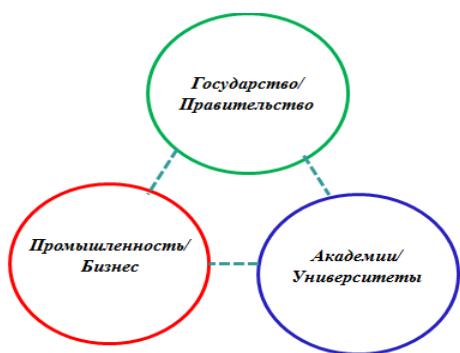 Государство/
Правительство
Промышленность/
Бизнес
Академии/
Университеты